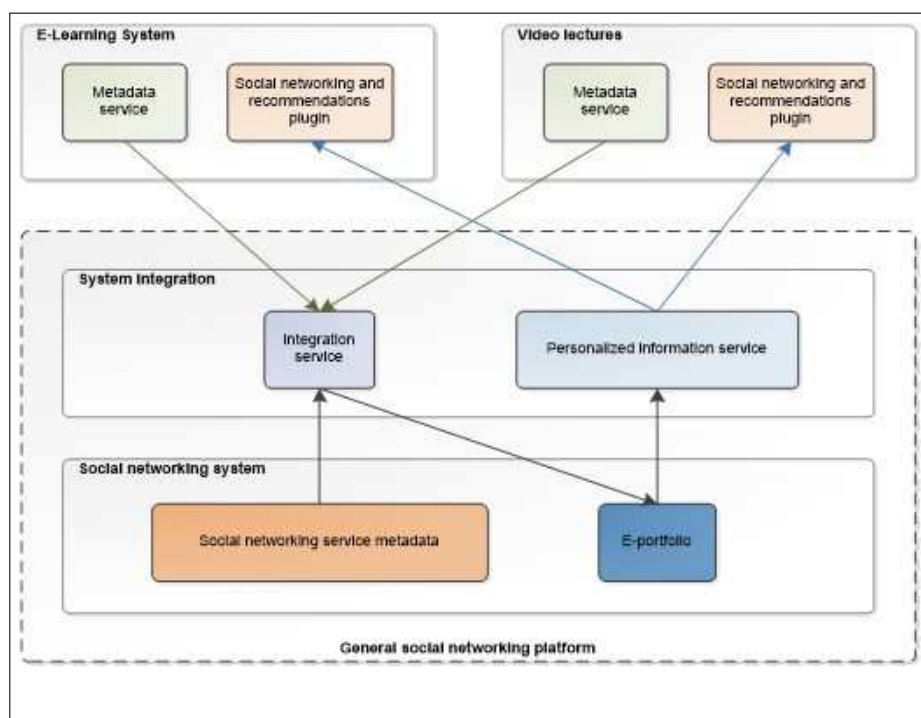 E-Learning System
Metadata
service
Social networking and
recommendations
plugin
Video lectures
Metadata
service
Social networking and
recommendations
plugin
System Integration
Integration
service
Personalized information service
Social networking system
Social networking service metadata
E-portfolio
General social networking platform